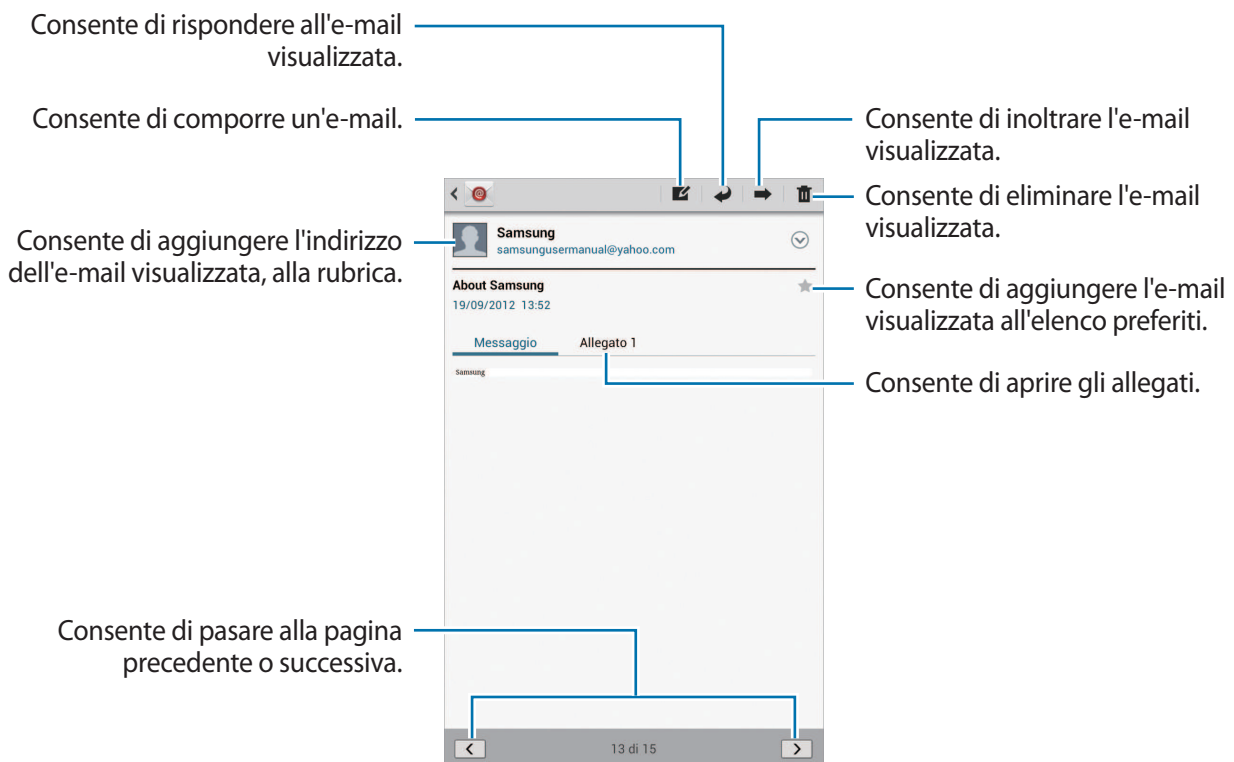 Consente di rispondere all'e-mail
visualizzata.
Consente di comporre un'e-mail.
Consente di inoltrare l'e-mail
visualizzata.
Consente di eliminare l'e-mail
visualizzata.
Consente di aggiungere l'indirizzo
dell'e-mail visualizzata, alla rubrica.
Samsung
samsungusermanual@yahoo.com
About Samsung
19/09/2012 13:52
Consente di aggiungere l'e-mail
visualizzata all'elenco preferiti.
Messaggio Allegato 1
Samsung
Consente di aprire gli allegati.
Consente di pasare alla pagina
precedente o successiva.
13 di 15